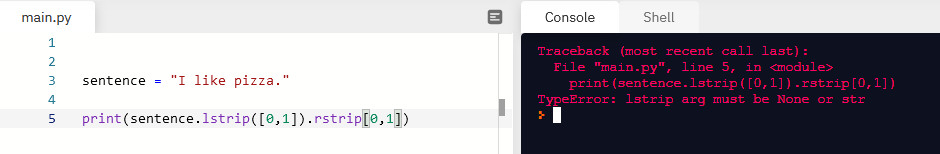 main.py
Console
Shell
1
2
3 sentence = "I like pizza."
4
5 print(sentence.lstrip([0,1]).rstrip[0,1])
Traceback (most recent call last):
  File "main.py", line 5, in <module>
    print(sentence.lstrip([0,1]).rstrip[0,1])
TypeError: lstrip arg must be None or str
>